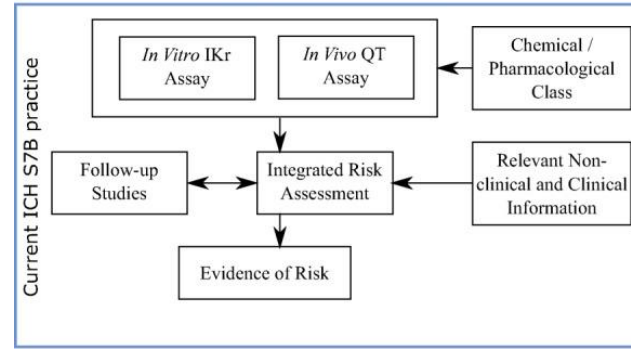 Current ICH S7B practice
In Vitro IKr
Assay
In Vivo QT
Assay
Chemical /
Pharmacological
Class
Follow-up
Studies
Integrated Risk
Assessment
Relevant Non-
clinical and Clinical
Information
Evidence of Risk